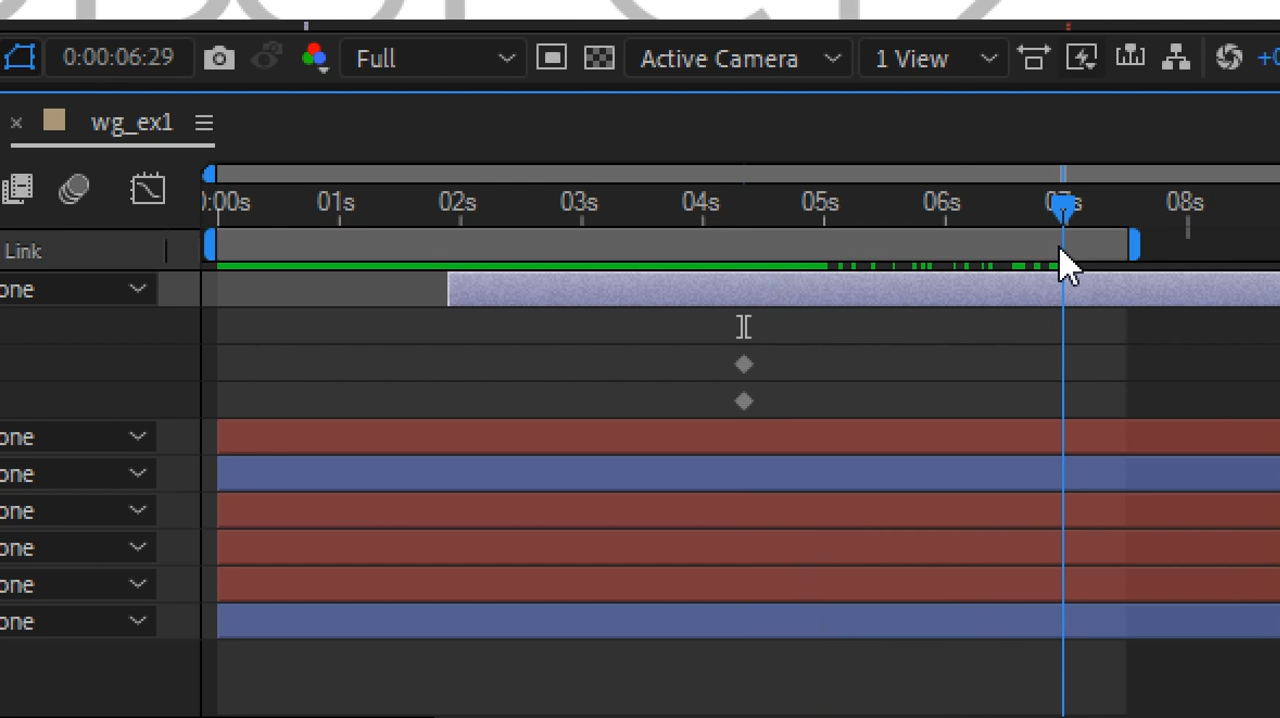 0:00:06:29 Full Active Camera 1 View
wg_ex1
0:00s 01s 02s 03s 04s 05s 06s 07s 08s
Link
one
one
one
one
one
one
one